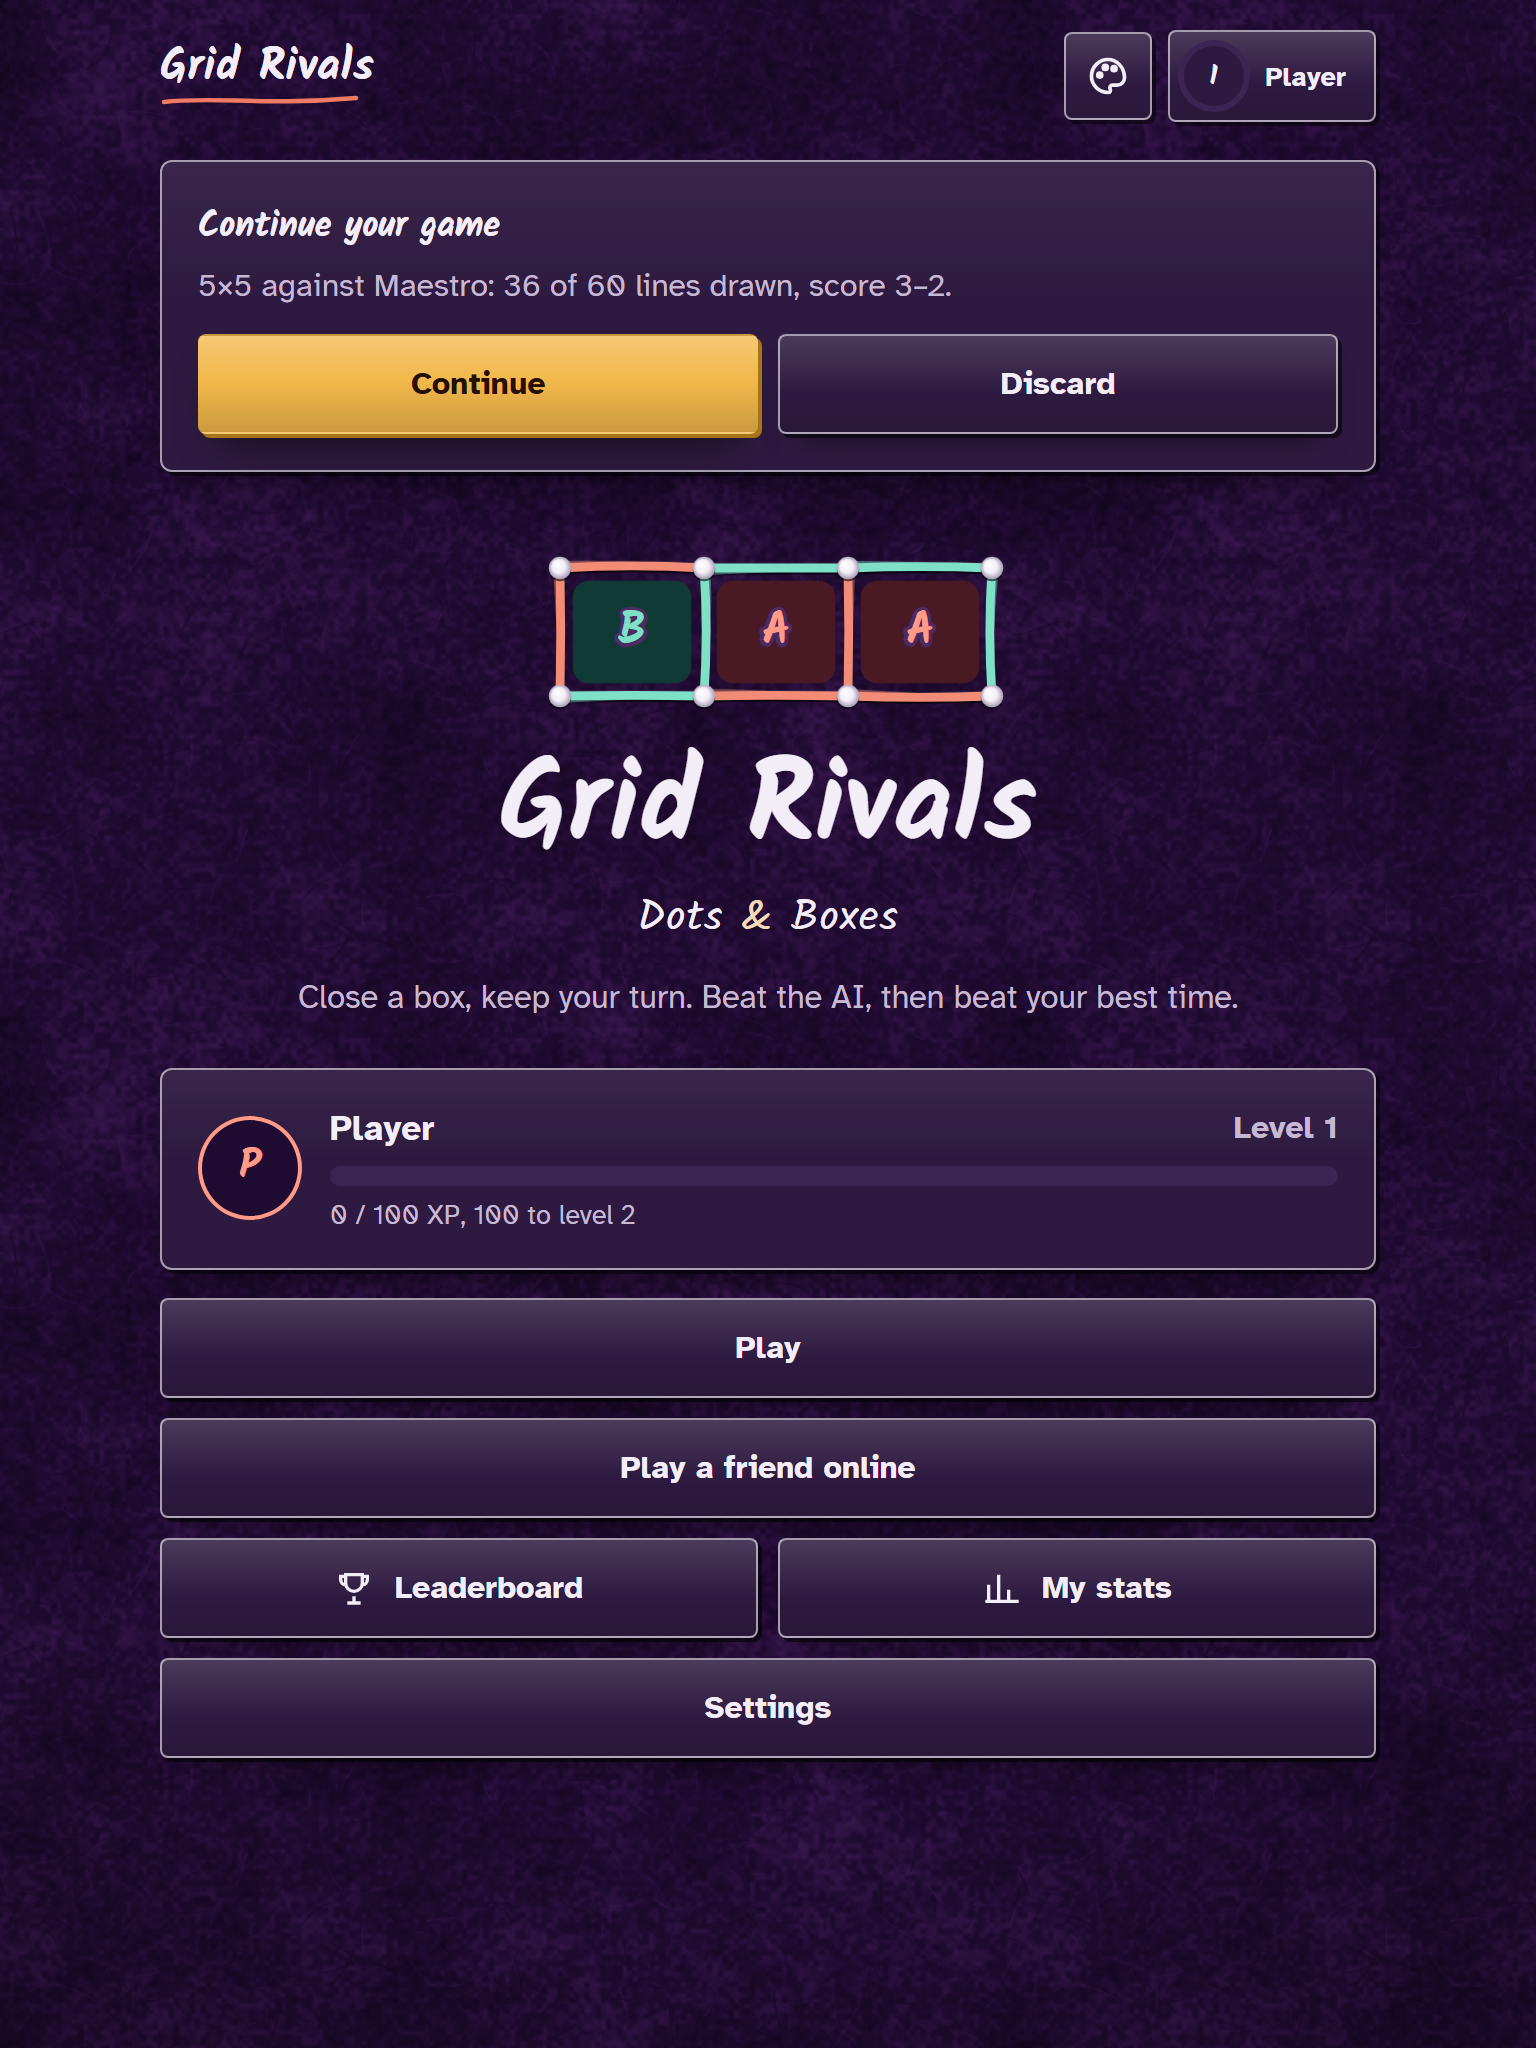 Grid Rivals
1 Player
Continue your game
5×5 against Maestro: 36 of 60 lines drawn, score 3–2.
Continue Discard
B A A
Grid Rivals
Dots & Boxes
Close a box, keep your turn. Beat the AI, then beat your best time.
P
Player Level 1
0 / 100 XP, 100 to level 2
Play
Play a friend online
Leaderboard My stats
Settings